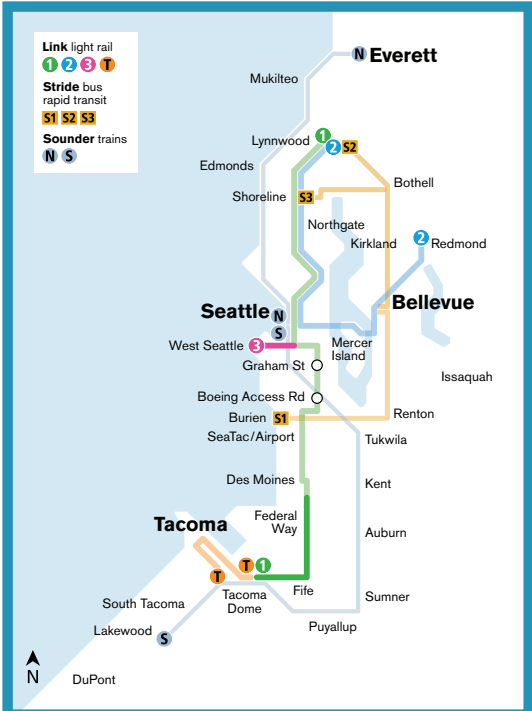 Link light rail
1 2 3 T
Stride bus
rapid transit
S1 S2 S3
Sounder trains
N S
N Everett
Mukilteo
Lynnwood 1
2 S2
Edmonds
Bothell
Shoreline S3
Northgate
Kirkland
2 Redmond
Bellevue
Seattle N
S
West Seattle 3
Mercer
Island
Graham St
Issaquah
Boeing Access Rd
Burien S1
Renton
SeaTac/Airport
Tukwila
Des Moines
Kent
Federal
Way
Tacoma
Auburn
T 1
T
Tacoma
Dome
Fife
Sumner
South Tacoma
Puyallup
Lakewood S
N
DuPont